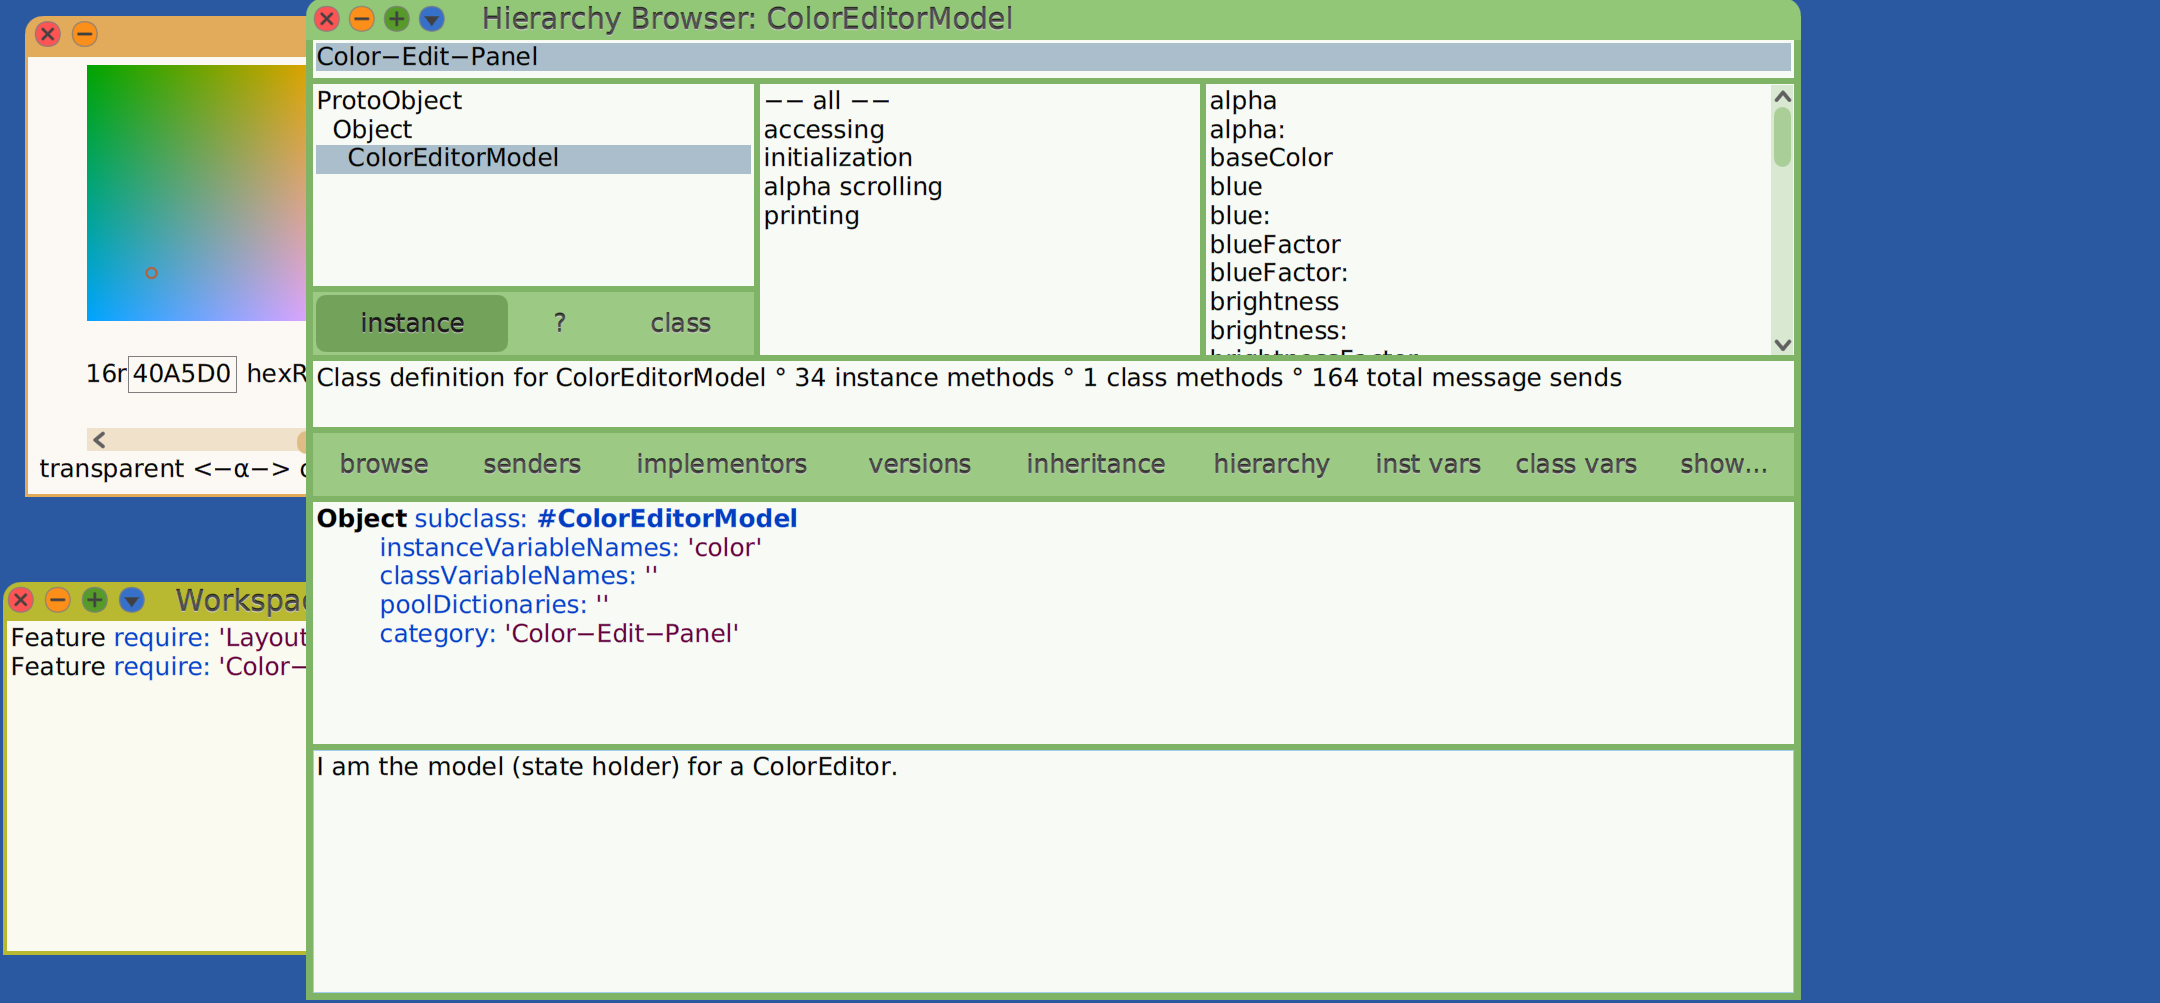 Hierarchy Browser: ColorEditorModel
Color−Edit−Panel
ProtoObject
Object
ColorEditorModel
instance ? class
−− all −−
accessing
initialization
alpha scrolling
printing
alpha
alpha:
baseColor
blue
blue:
blueFactor
blueFactor:
brightness
brightness:
Class definition for ColorEditorModel ° 34 instance methods ° 1 class methods ° 164 total message sends
browse senders implementors versions inheritance hierarchy inst vars class vars show...
Object subclass: #ColorEditorModel
instanceVariableNames: 'color'
classVariableNames: ''
poolDictionaries: ''
category: 'Color−Edit−Panel'
I am the model (state holder) for a ColorEditor.
16r 40A5D0 hexR
transparent <−α−>
Workspac
Feature require: 'Layout
Feature require: 'Color−